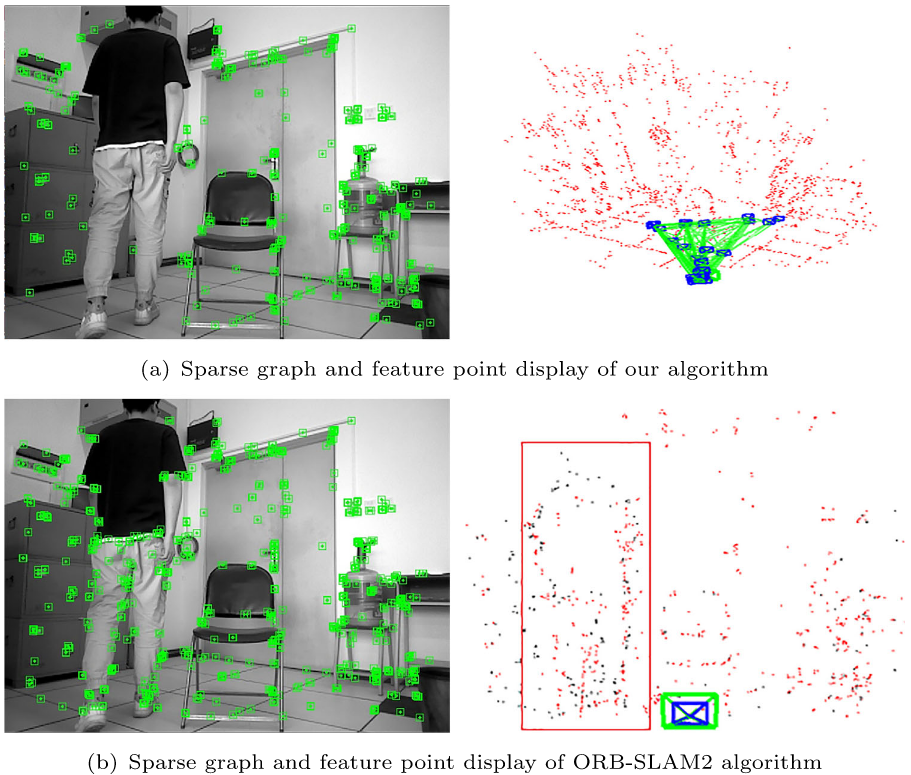 (a) Sparse graph and feature point display of our algorithm
(b) Sparse graph and feature point display of ORB-SLAM2 algorithm